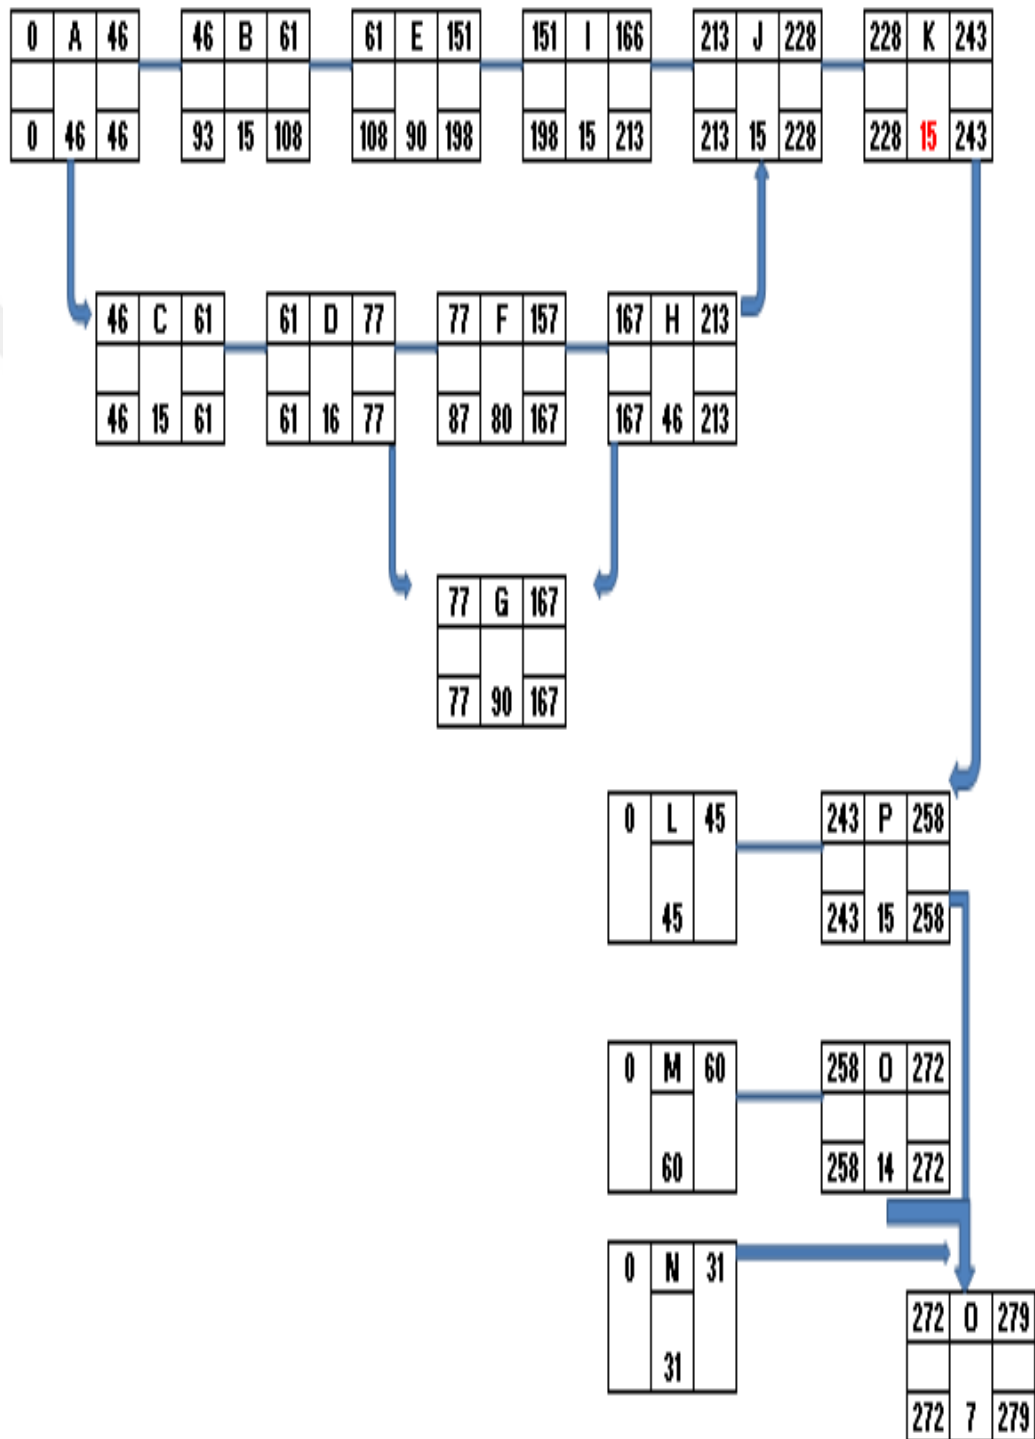 0 A 46 46 B 61 61 E 151 151 I 166 213 J 228 228 K 243
0 46 46 93 15 108 108 90 198 198 15 213 213 15 228 228 15 243
46 C 61 61 D 77 77 F 157 167 H 213
46 15 61 61 16 77 87 80 167 167 46 213
77 G 167
77 90 167
0 L 45 243 P 258
45 243 15 258
0 M 60 258 O 272
60 258 14 272
0 N 31
272 O 279
31
272 7 279